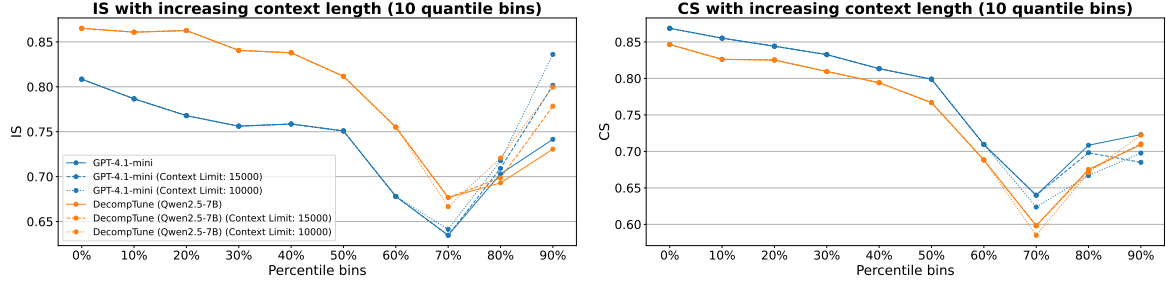 IS with increasing context length (10 quantile bins)
IS
0.85
0.80
0.75
0.70
0.65
GPT-4.1-mini
GPT-4.1-mini (Context Limit: 15000)
GPT-4.1-mini (Context Limit: 10000)
DecompTune (Qwen2.5-7B)
DecompTune (Qwen2.5-7B) (Context Limit: 15000)
DecompTune (Qwen2.5-7B) (Context Limit: 10000)
0% 10% 20% 30% 40% 50% 60% 70% 80% 90%
Percentile bins
CS with increasing context length (10 quantile bins)
CS
0.85
0.80
0.75
0.70
0.65
0.60
0% 10% 20% 30% 40% 50% 60% 70% 80% 90%
Percentile bins